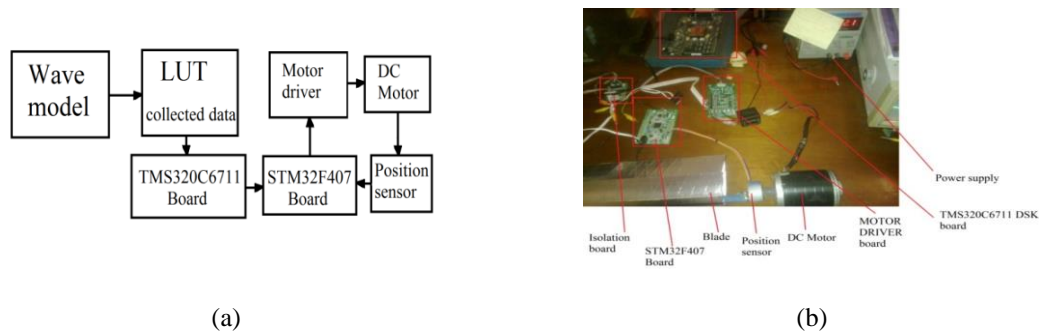 Wave
model
LUT
collected data
Motor
driver
DC
Motor
TMS320C6711
Board
STM32F407
Board
Position
sensor
(a)
21
Power supply
TMS320C6711 DSK
board
MOTOR
DRIVER
board
DC Motor
Position
sensor
Blade
STM32F407
Board
Isolation
board
(b)